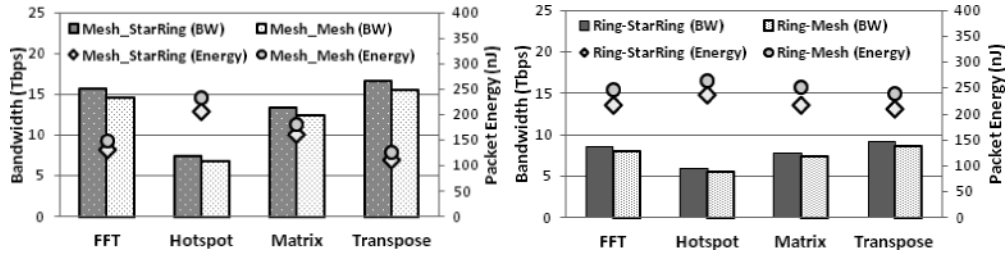 25 400
Mesh_StarRing (BW) Mesh_Mesh (BW)
350
20
Mesh_StarRing (Energy) Mesh_Mesh (Energy)
300
250
15
200
10
150
100
5
50
0 0
Bandwidth (Tbps)
Packet Energy (nJ)
FFT Hotspot Matrix Transpose
25 400
Ring-StarRing (BW) Ring-Mesh (BW)
350
20
Ring-StarRing (Energy) Ring-Mesh (Energy)
300
250
15
200
10
150
100
5
50
0 0
Bandwidth (Tbps)
Packet Energy (nJ)
FFT Hotspot Matrix Transpose